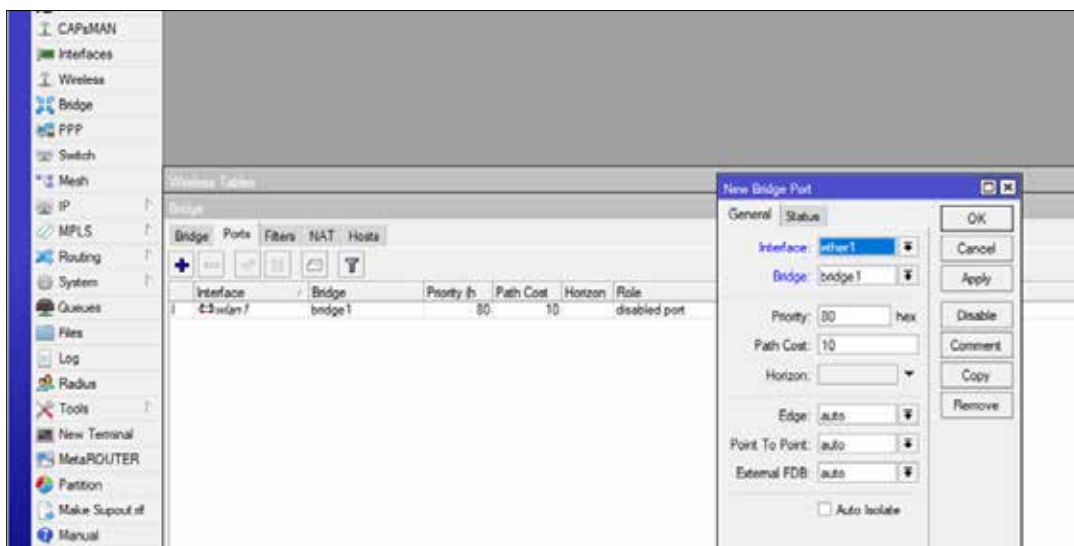 CAPsMAN
Interfaces
Wireless
Bridge
PPP
Switch
Mesh
IP
MPLS
Routing
System
Queues
Files
Log
Radius
Tools
New Terminal
MetaROUTER
Partition
Make Supout.rif
Manual
Wireless Tables
Bridge
Bridge Ports Filters NAT Hosts
Interface Bridge Priority (h Path Cost Horizon Role
I wlan1 bridge1 80 10 disabled port
New Bridge Port
General Status
Interface: ether1
Bridge: bridge1
Priority: 80 hex
Path Cost: 10
Horizon:
Edge: auto
Point To Point: auto
External FDB: auto
Auto Isolate
OK
Cancel
Apply
Disable
Comment
Copy
Remove